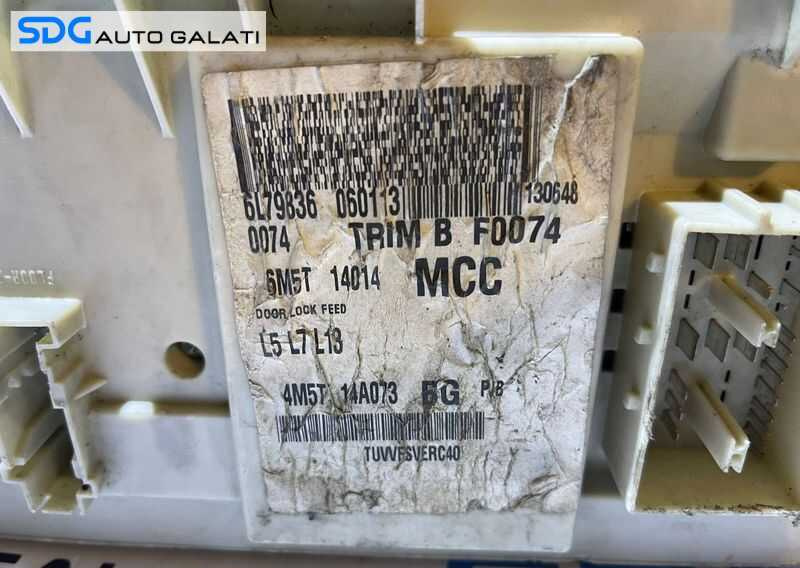 SDG AUTO GALATI
6L79836 060113 130648
0074 TRIM B F0074
6M5T 14014 MCC
DOOR LOCK FEED
L5 L7 L13
4M5T 14A073 BG P/B
TUVVFSVERC40